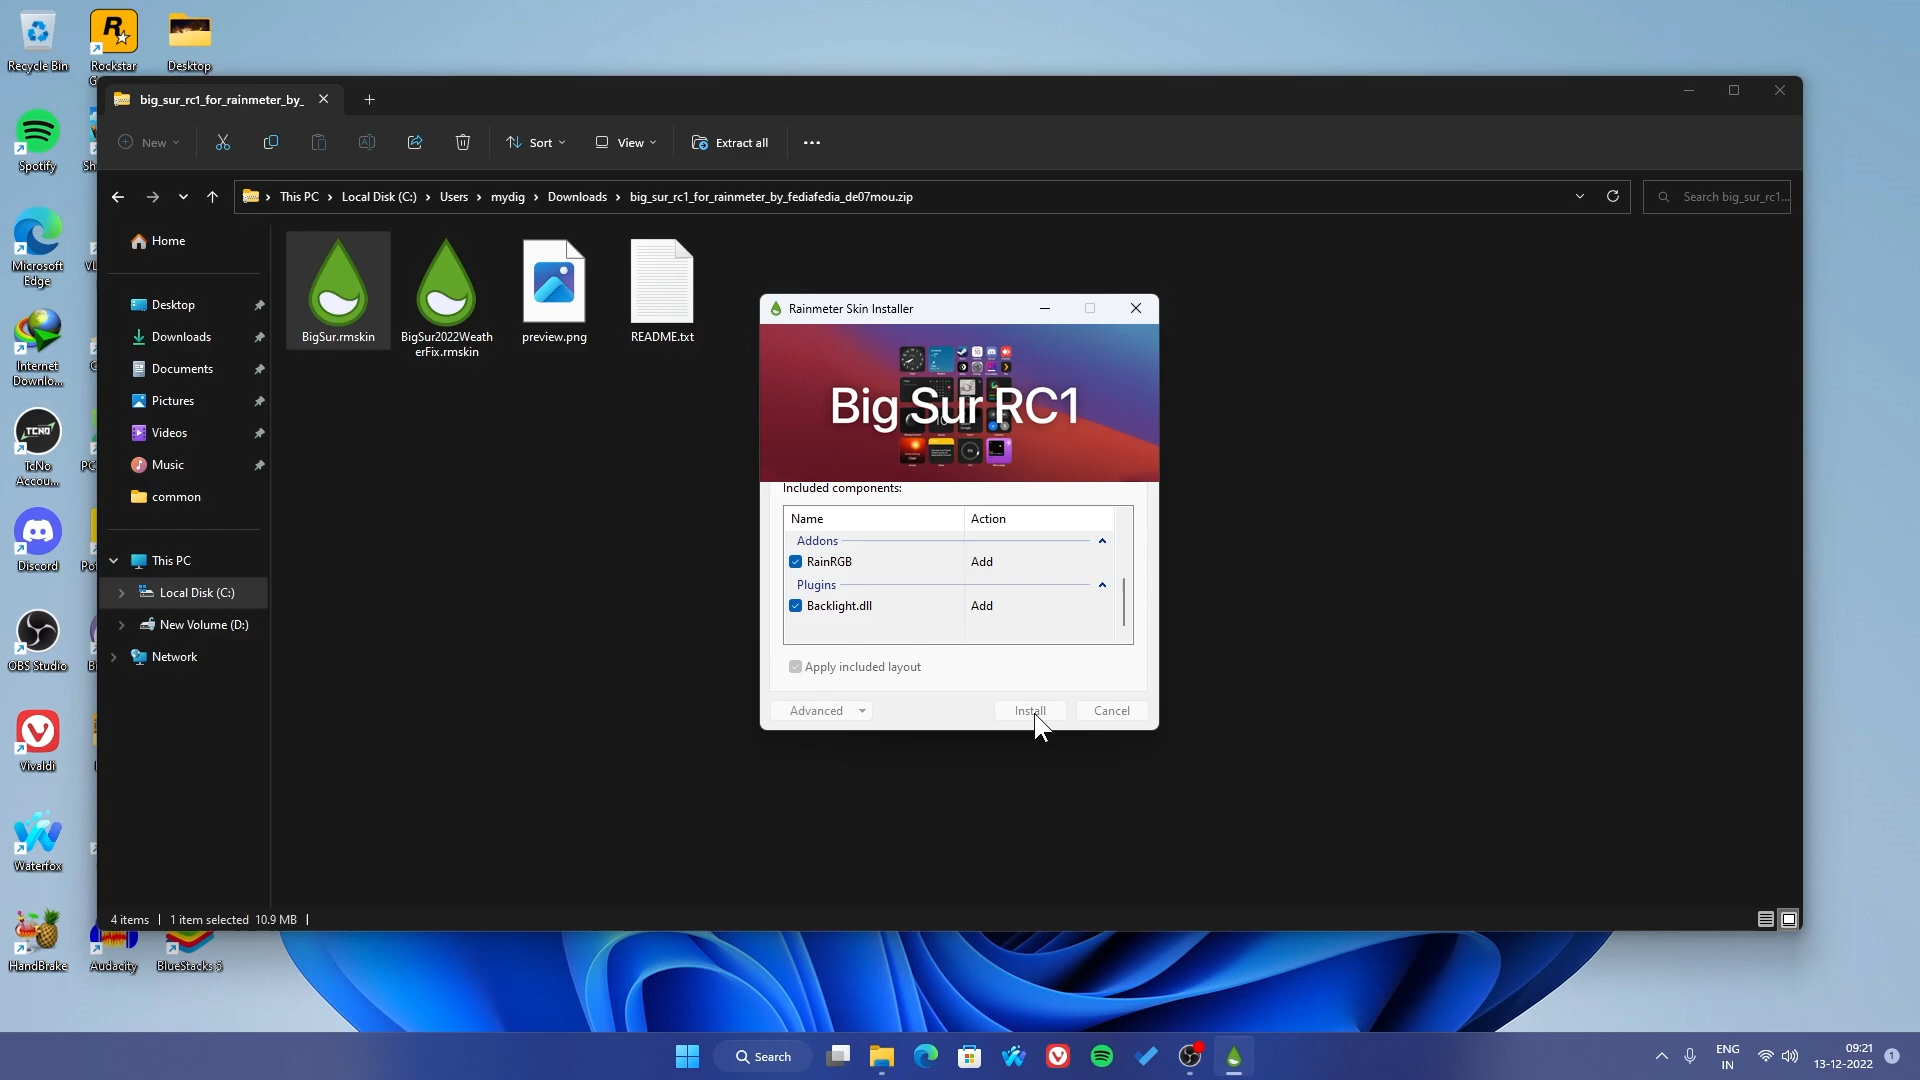 Recycle Bin
Rockstar
G
Desktop
Spotify
Sh
Microsoft
Edge
VL
Internet
Downlo...
C
TcNo
Accou...
PC
Discord
Po
OBS Studio
B
Vivaldi
Waterfox
HandBrake
Audacity
BlueStacks 5
big_sur_rc1_for_rainmeter_by_
New
Sort
View
Extract all
This PC
Local Disk (C:)
Users
mydig
Downloads
big_sur_rc1_for_rainmeter_by_fediafedia_de07mou.zip
Search big_sur_rc1...
Home
Desktop
Downloads
Documents
Pictures
Videos
Music
common
This PC
Local Disk (C:)
New Volume (D:)
Network
BigSur.rmskin
BigSur2022Weath
erFix.rmskin
preview.png
README.txt
Rainmeter Skin Installer
Big Sur RC1
Included components:
Name Action
Addons
RainRGB Add
Plugins
Backlight.dll Add
Apply included layout
Advanced Install Cancel
4 items | 1 item selected 10.9 MB |
Search
ENG
IN
09:21
13-12-2022
1